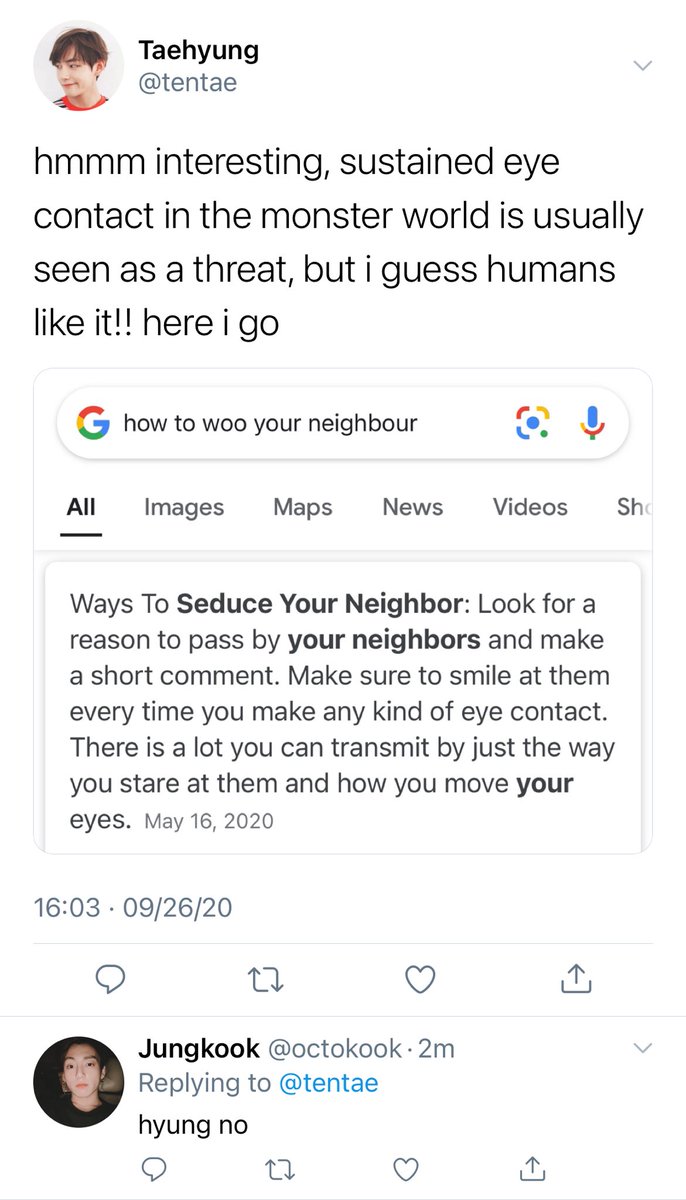 Taehyung
@tentae
hmmm interesting, sustained eye
contact in the monster world is usually
seen as a threat, but i guess humans
like it!! here i go
how to woo your neighbour
All Images Maps News Videos Sho
Ways To Seduce Your Neighbor: Look for a
reason to pass by your neighbors and make
a short comment. Make sure to smile at them
every time you make any kind of eye contact.
There is a lot you can transmit by just the way
you stare at them and how you move your
eyes. May 16, 2020
16:03 · 09/26/20
Jungkook @octokook · 2m
Replying to @tentae
hyung no